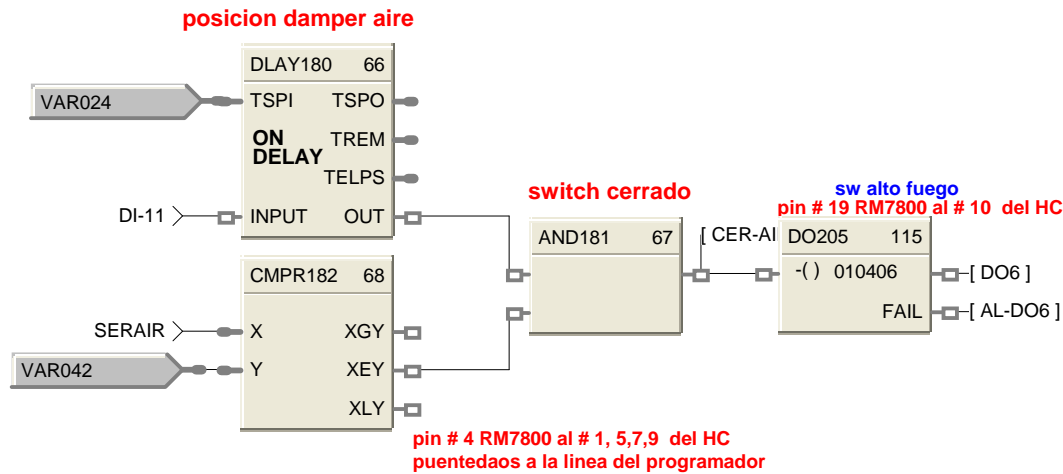 posicion damper aire
DLAY180 66
VAR024
TSPI TSPO
ON
DELAY
TREM
TELPS
DI-11 INPUT OUT
switch cerrado
sw alto fuego
pin # 19 RM7800 al # 10 del HC
AND181 67
[ CER-AI
DO205 115
-( ) 010406
[ DO6 ]
FAIL
[ AL-DO6 ]
CMPR182 68
SERAIR X XGY
VAR042
Y XEY
XLY
pin # 4 RM7800 al # 1, 5,7,9 del HC
puentedaos a la linea del programador